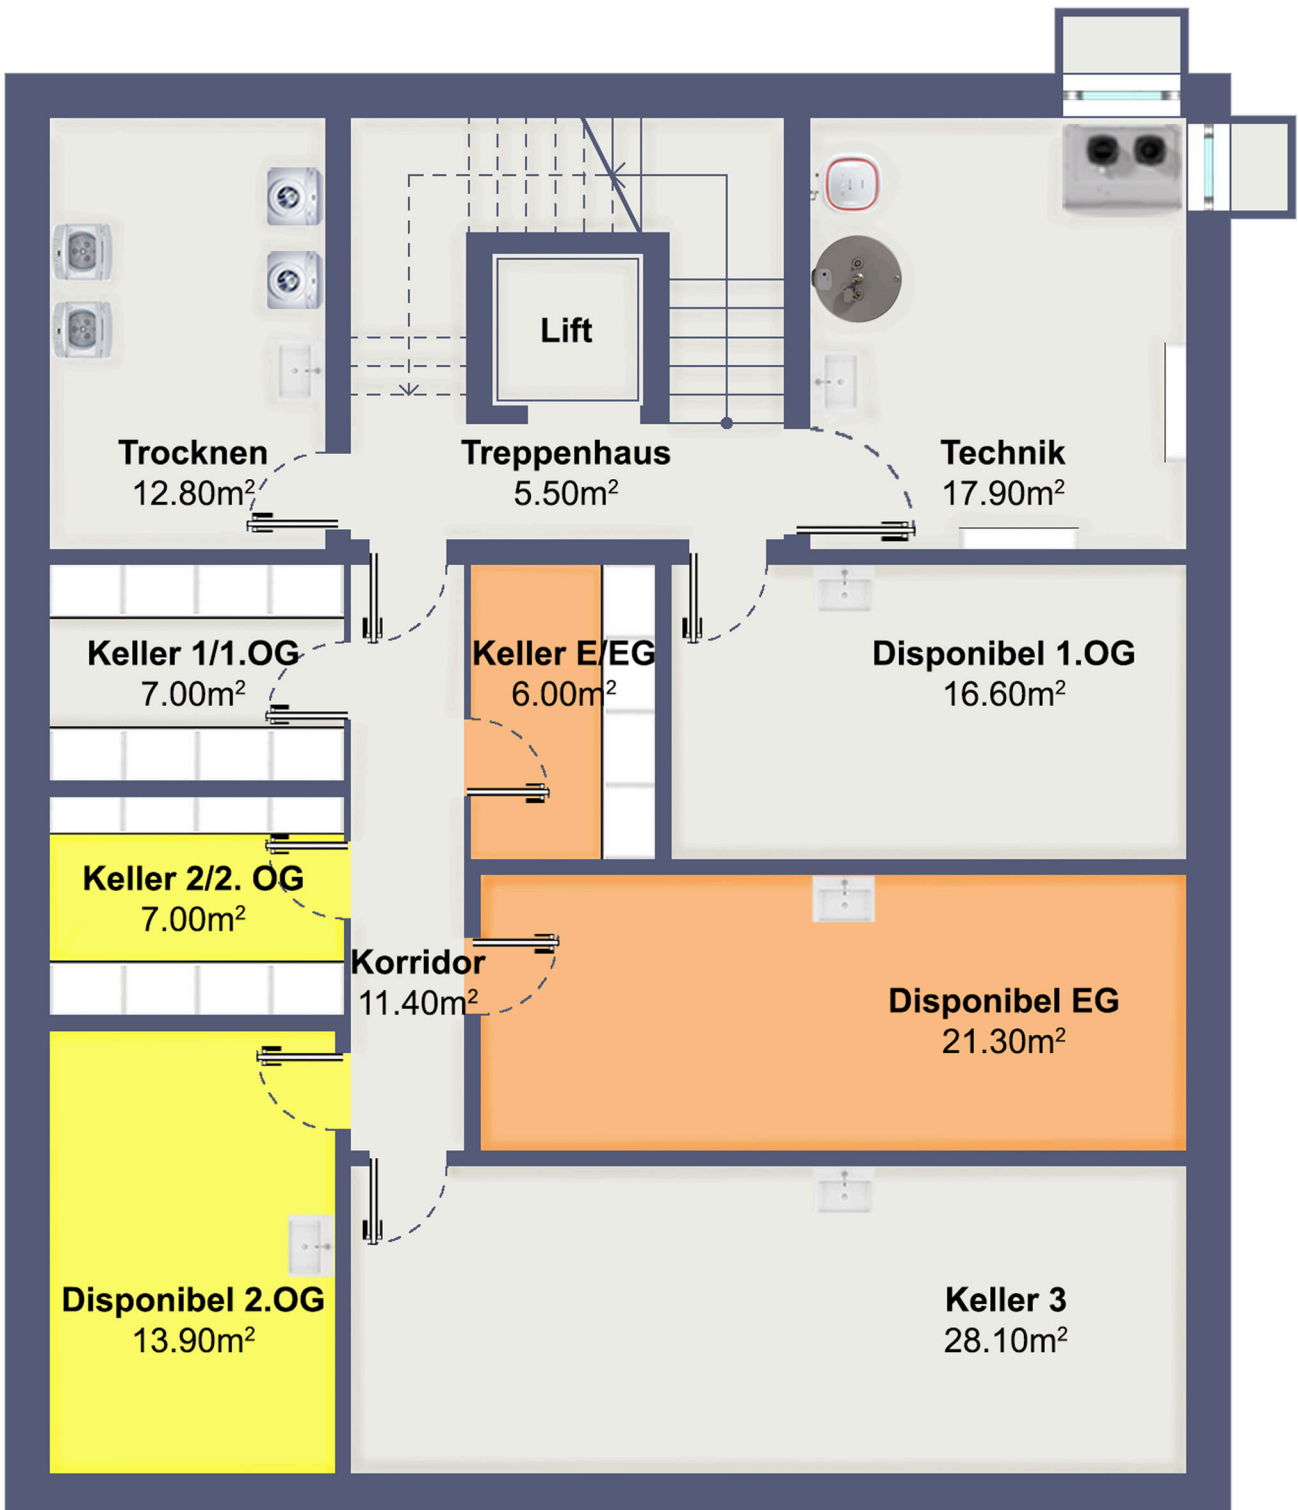 Lift
Trocknen
12.80m²
Treppenhaus
5.50m²
Technik
17.90m²
Keller 1/1.OG
7.00m²
Keller E/EG
6.00m²
Disponibel 1.OG
16.60m²
Keller 2/2. OG
7.00m²
Korridor
11.40m²
Disponibel EG
21.30m²
Disponibel 2.OG
13.90m²
Keller 3
28.10m²